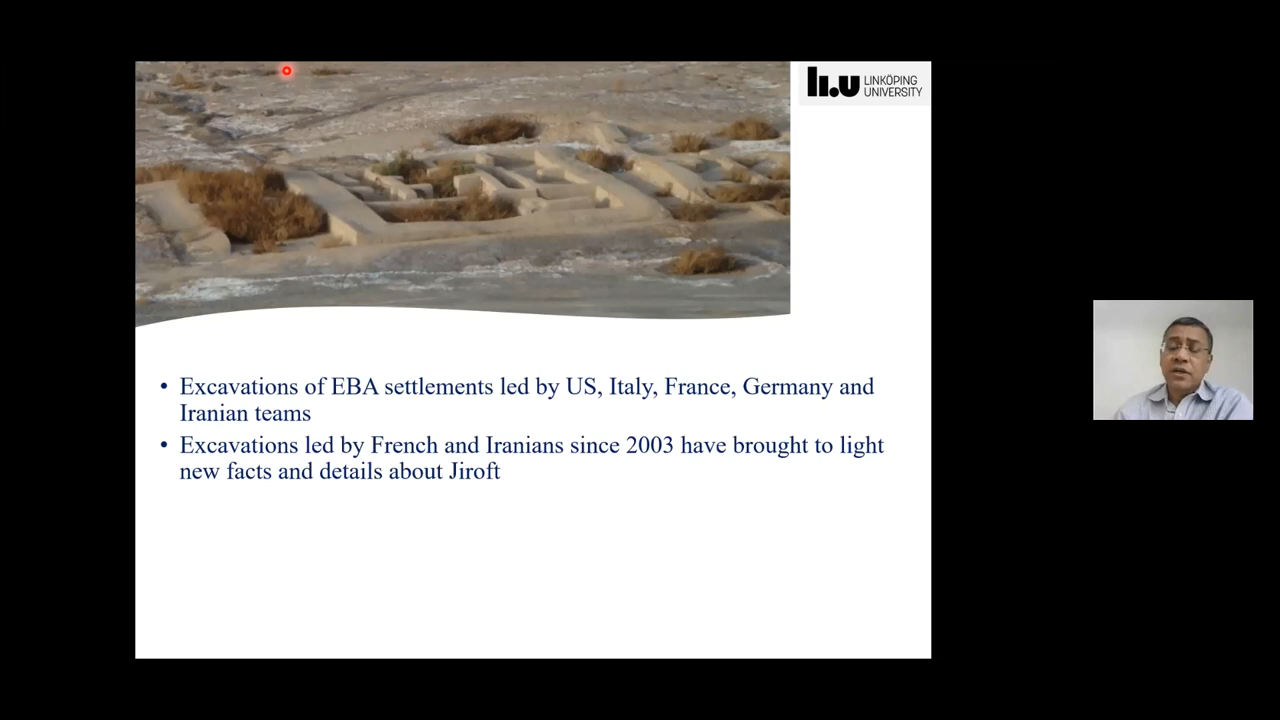 LINKÖPING
UNIVERSITY
• Excavations of EBA settlements led by US, Italy, France, Germany and
Iranian teams
• Excavations led by French and Iranians since 2003 have brought to light
new facts and details about Jiroft